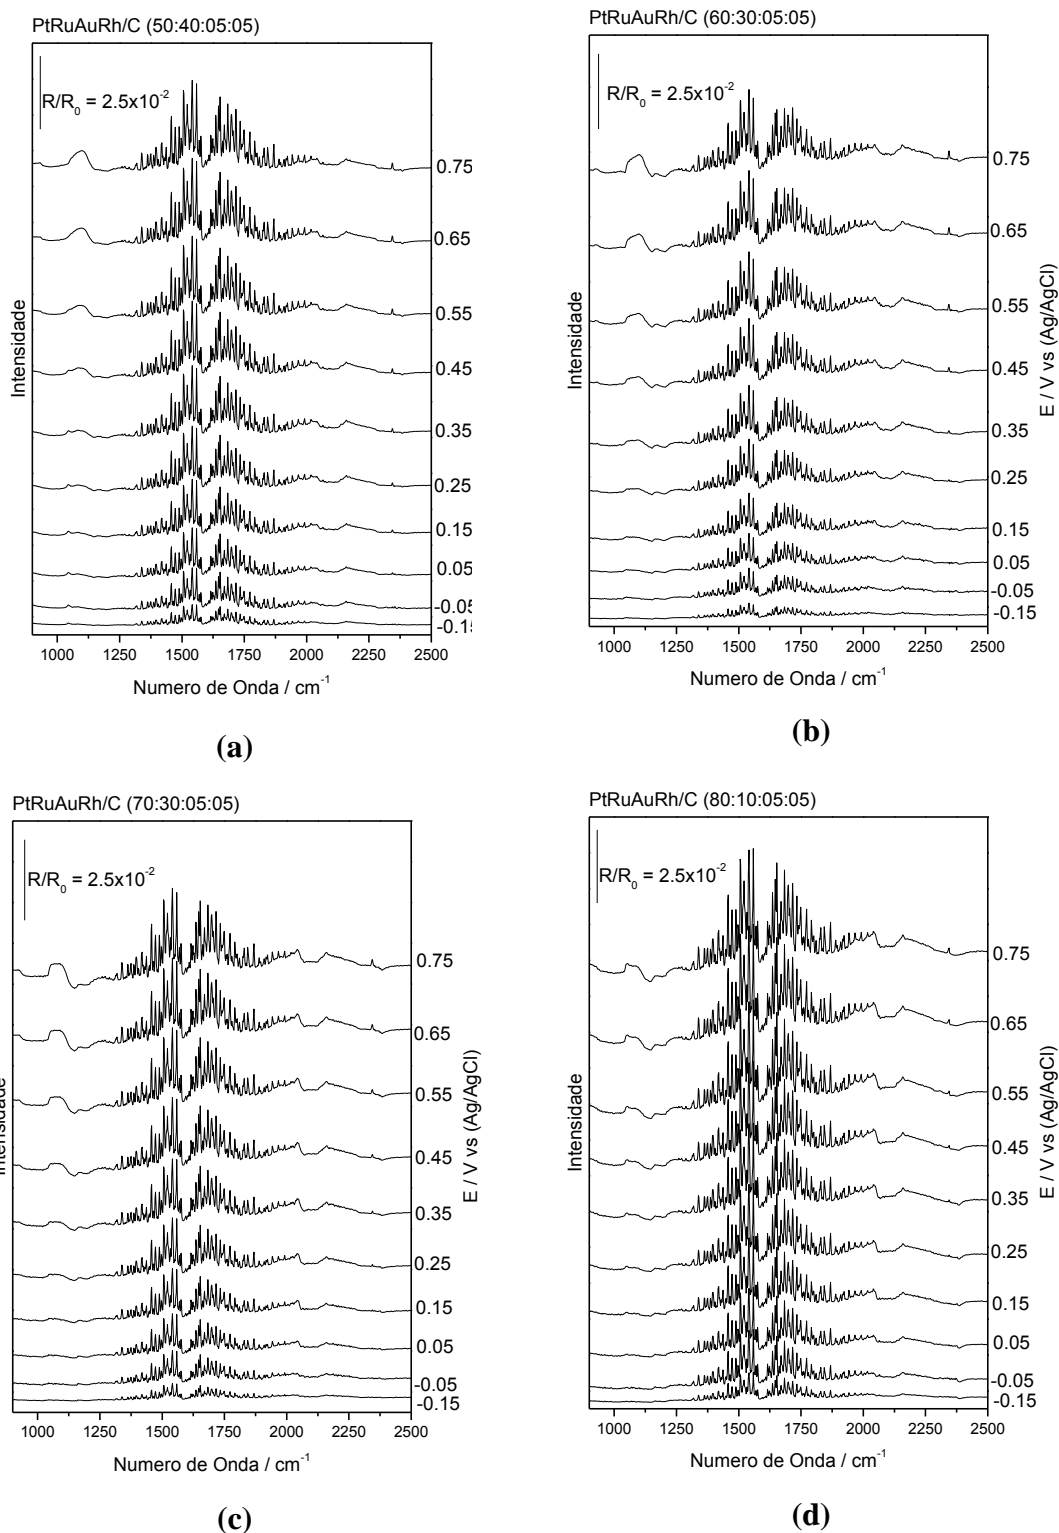 PtRuAuRh/C (50:40:05:05)
R/R0 = 2.5x10-2
0.75
0.65
0.55
0.45
0.35
0.25
0.15
0.05
-0.05
-0.15
Intensidade
1000 1250 1500 1750 2000 2250 2500
Numero de Onda / cm-1
(a)
PtRuAuRh/C (60:30:05:05)
R/R0 = 2.5x10-2
0.75
0.65
0.55
0.45
0.35
0.25
0.15
0.05
-0.05
-0.15
Intensidade
E / V vs (Ag/AgCl)
1000 1250 1500 1750 2000 2250 2500
Numero de Onda / cm-1
(b)
PtRuAuRh/C (70:30:05:05)
R/R0 = 2.5x10-2
0.75
0.65
0.55
0.45
0.35
0.25
0.15
0.05
-0.05
-0.15
Intensidade
E / V vs (Ag/AgCl)
1000 1250 1500 1750 2000 2250 2500
Numero de Onda / cm-1
(c)
PtRuAuRh/C (80:10:05:05)
R/R0 = 2.5x10-2
0.75
0.65
0.55
0.45
0.35
0.25
0.15
0.05
-0.05
-0.15
Intensidade
E / V vs (Ag/AgCl)
1000 1250 1500 1750 2000 2250 2500
Numero de Onda / cm-1
(d)